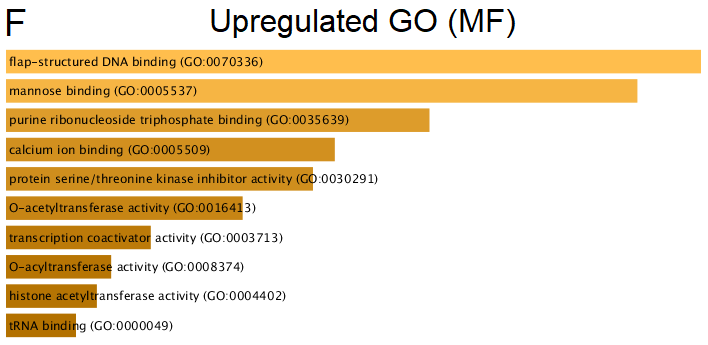 F
Upregulated GO (MF)
flap-structured DNA binding (GO:0070336)
mannose binding (GO:0005537)
purine ribonucleoside triphosphate binding (GO:0035639)
calcium ion binding (GO:0005509)
protein serine/threonine kinase inhibitor activity (GO:0030291)
O-acetyltransferase activity (GO:0016413)
transcription coactivator activity (GO:0003713)
O-acyltransferase activity (GO:0008374)
histone acetyltransferase activity (GO:0004402)
tRNA binding (GO:0000049)